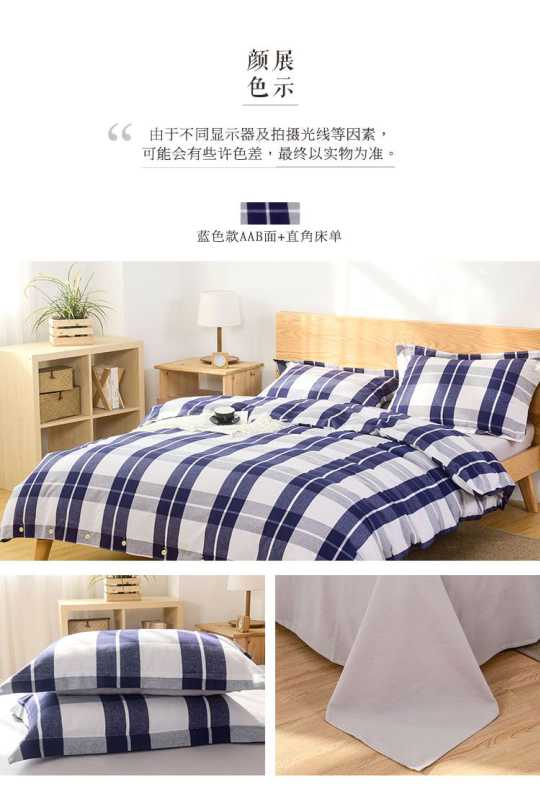 颜展
色示
“ 由于不同显示器及拍摄光线等因素，
可能会有些许色差，最终以实物为准。
蓝色款AAB面+直角床单